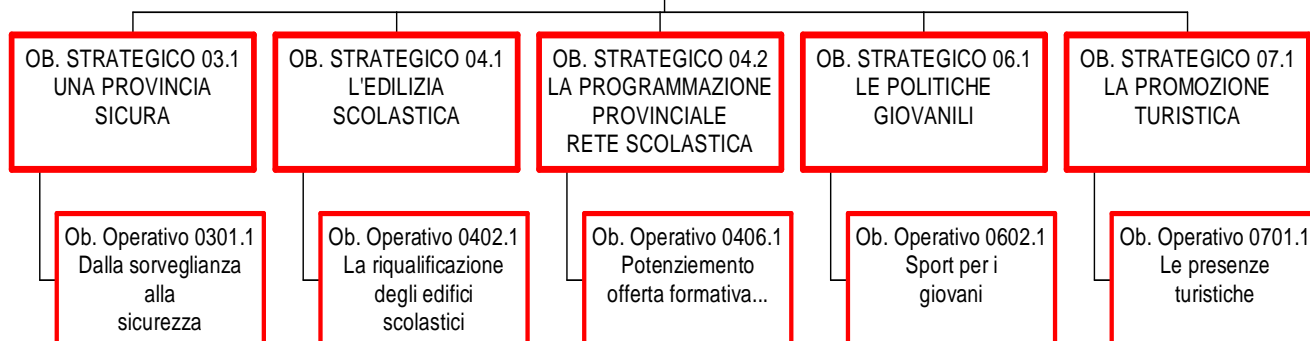 OB. STRATEGICO 03.1
UNA PROVINCIA
SICURA
OB. STRATEGICO 04.1
L'EDILIZIA
SCOLASTICA
OB. STRATEGICO 04.2
LA PROGRAMMAZIONE
PROVINCIALE
RETE SCOLASTICA
OB. STRATEGICO 06.1
LE POLITICHE
GIOVANILI
OB. STRATEGICO 07.1
LA PROMOZIONE
TURISTICA
Ob. Operativo 0301.1
Dalla sorveglianza
alla
sicurezza
Ob. Operativo 0402.1
La riqualificazione
degli edifici
scolastici
Ob. Operativo 0406.1
Potenziemento
offerta formativa...
Ob. Operativo 0602.1
Sport per i
giovani
Ob. Operativo 0701.1
Le presenze
turistiche